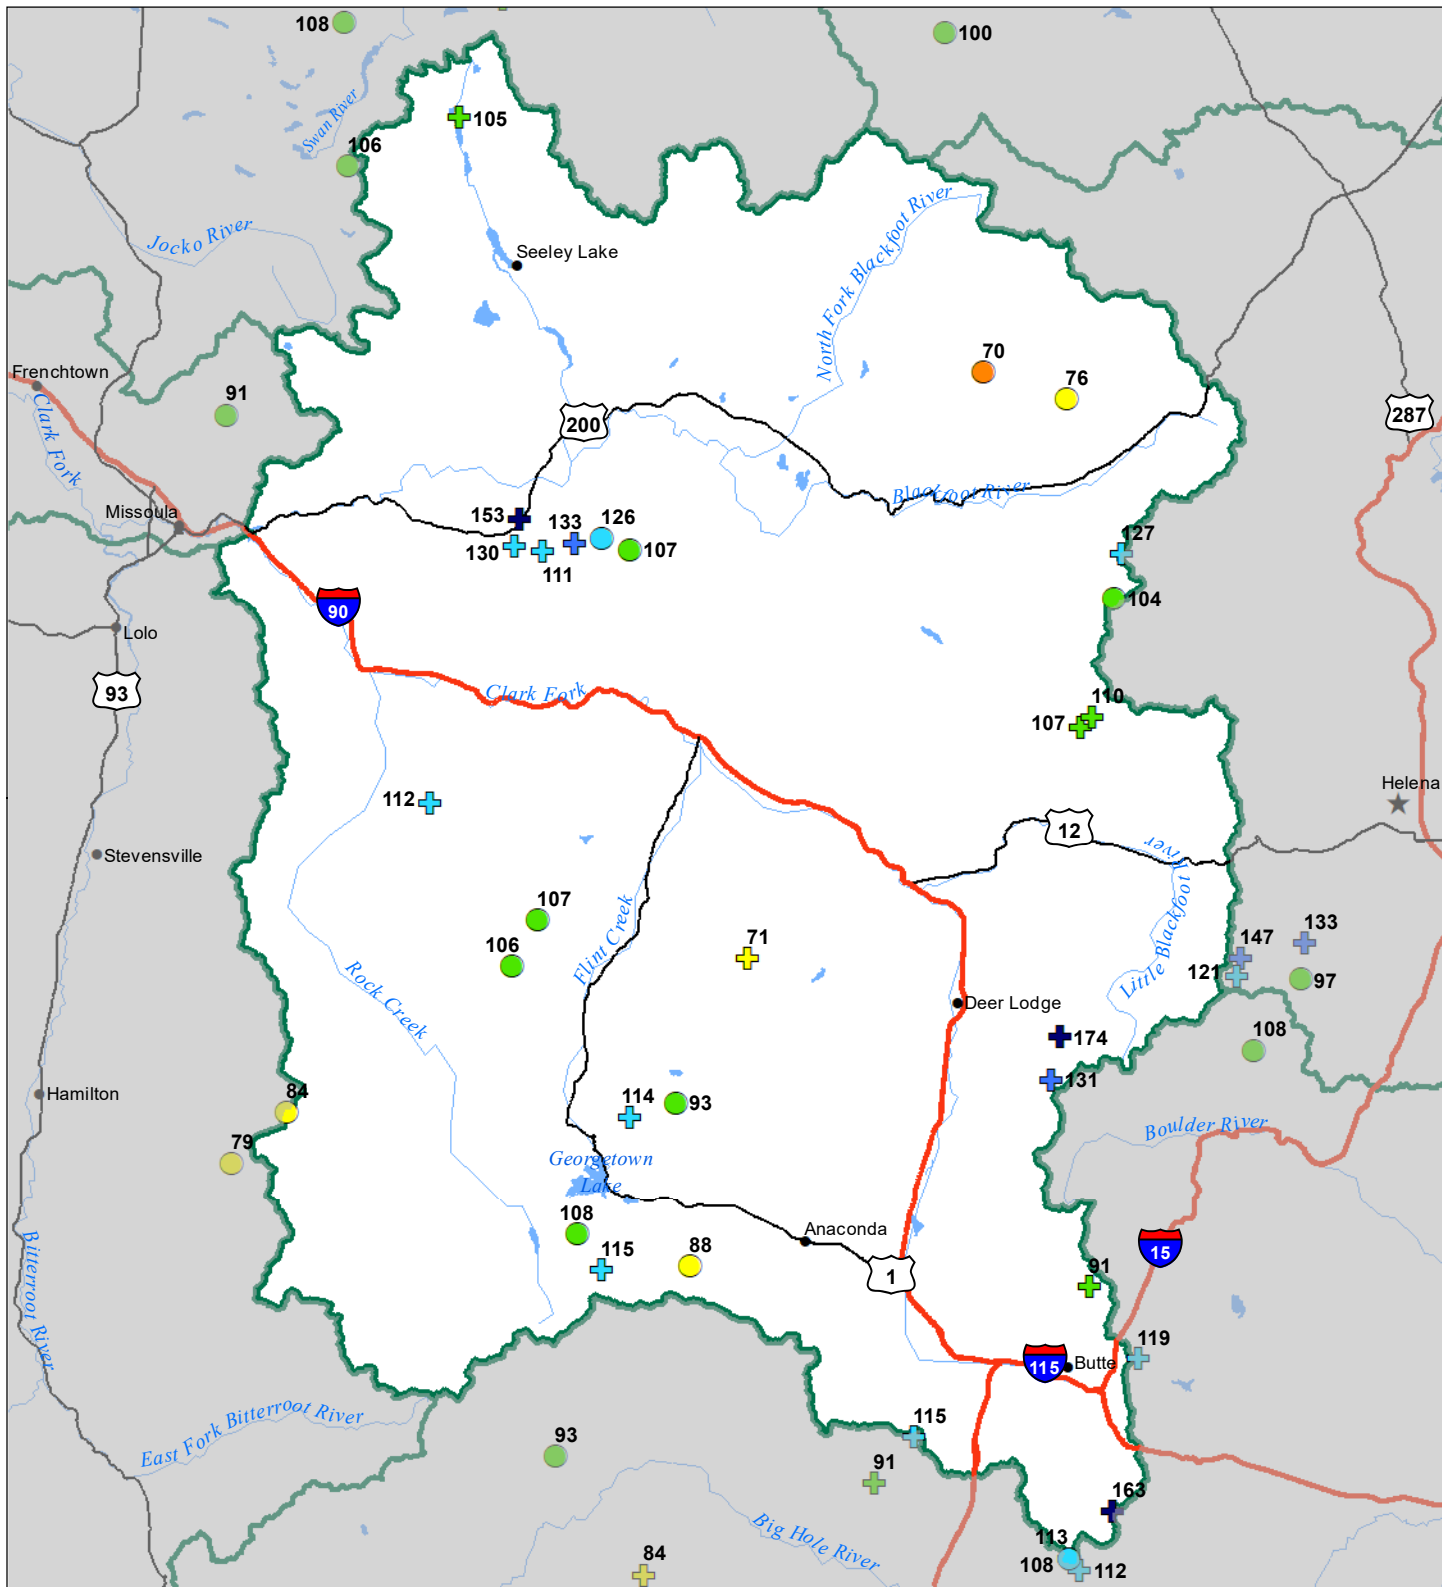 108
100
105
Swan River
106
Jocko River
North Fork Blackfoot River
Seeley Lake
Frenchtown
70
76
91
Clark Fork
200
287
Blackfoot River
Missoula
153
133
126
130
111
107
127
104
90
Lolo
93
Clark Fork
110
107
112
Helena
12
Little Blackfoot River
Stevensville
107
106
Flint Creek
71
147
133
121
97
Rock Creek
Deer Lodge
174
108
131
Hamilton
84
114
93
79
Boulder River
Georgetown
Lake
108
Anaconda
115
88
1
15
91
Bitterroot River
119
115
Butte
East Fork Bitterroot River
93
115
91
163
Big Hole River
113
108
112
84